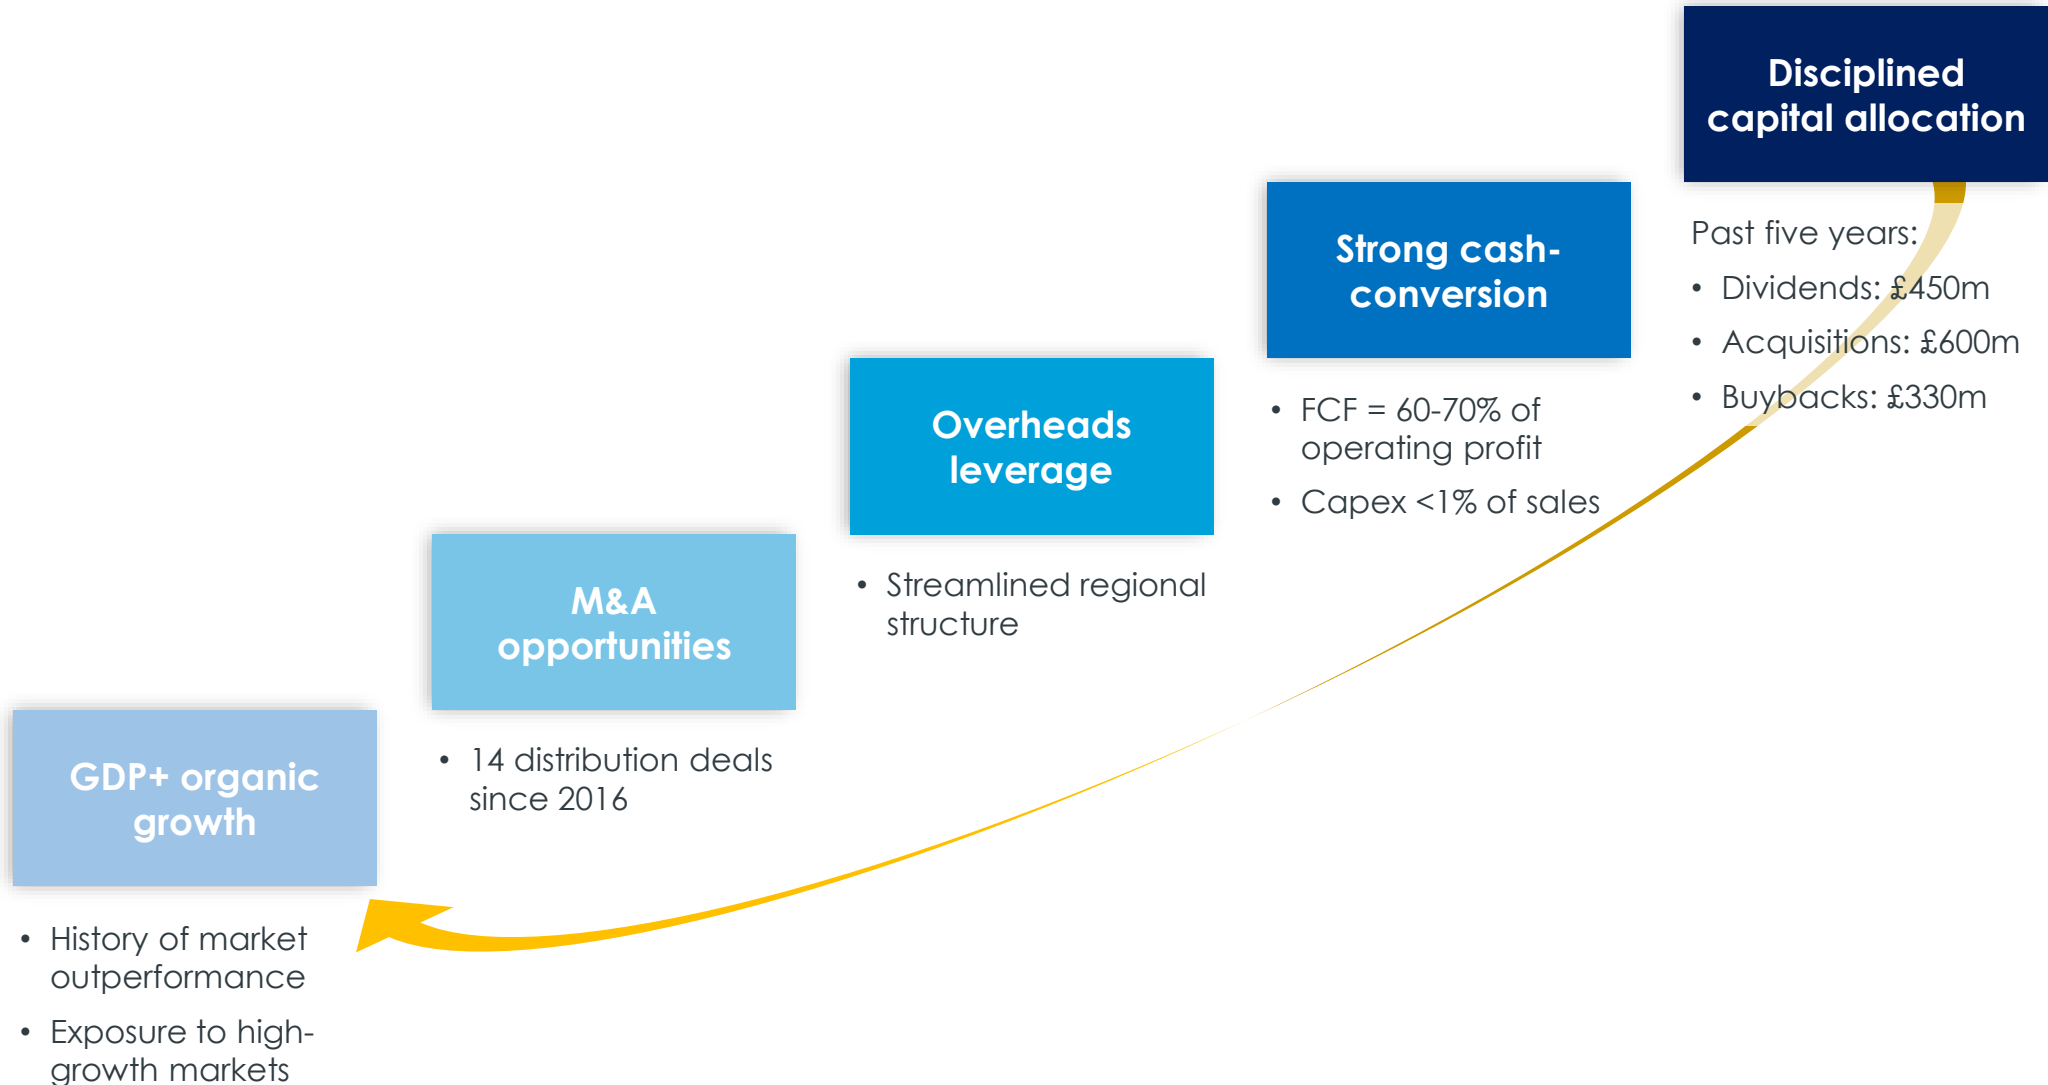 Disciplined
capital allocation
Past five years:
• Dividends: £450m
• Acquisitions: £600m
• Buybacks: £330m
Strong cash-
conversion
• FCF = 60-70% of
operating profit
• Capex <1% of sales
Overheads
leverage
• Streamlined regional
structure
M&A
opportunities
• 14 distribution deals
since 2016
GDP+ organic
growth
• History of market
outperformance
• Exposure to high-
growth markets